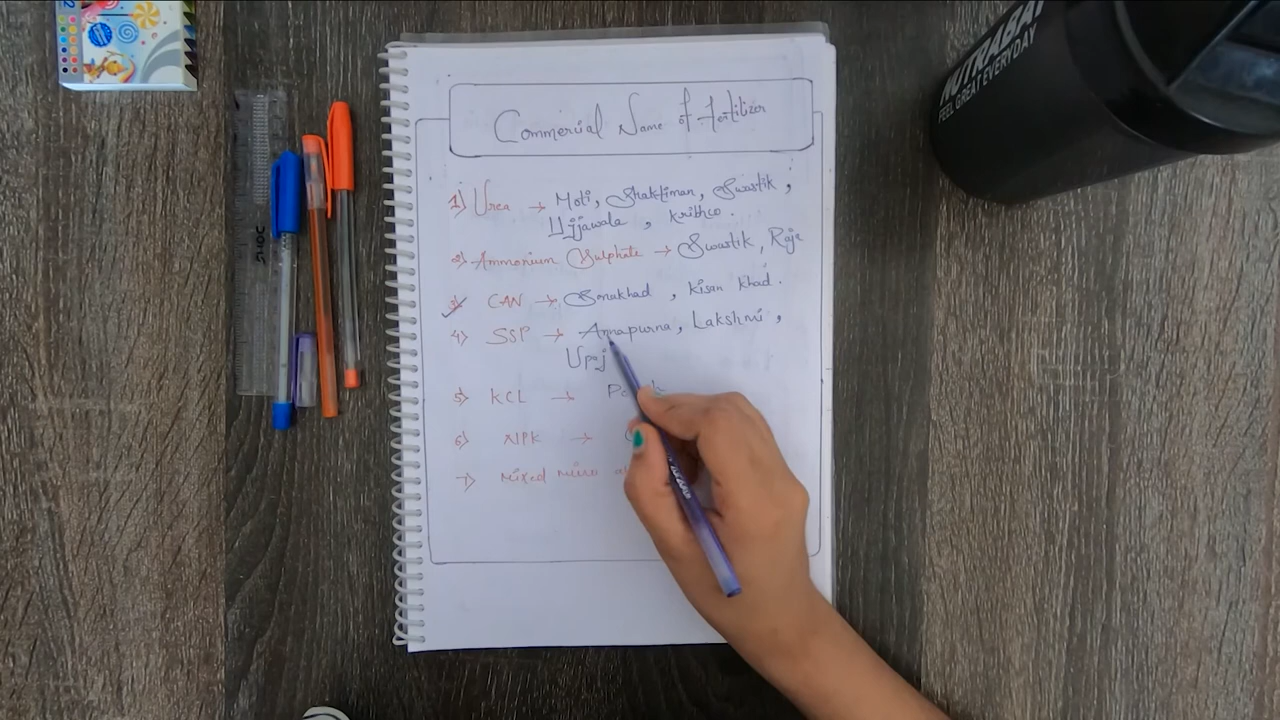 Commercial Name of Fertilizer
1) Urea → Moti, Shaktiman, Swastik,
Ujjawala, Kribhco.
2) Ammonium Sulphate → Swastik, Raja
3) CAN → Sonakhad, Kisan Khad.
4) SSP → Annapurna, Lakshmi,
5) KCL →
6) NPK →
7) mixed
NUTRABAY
FEEL GREAT EVERYDAY